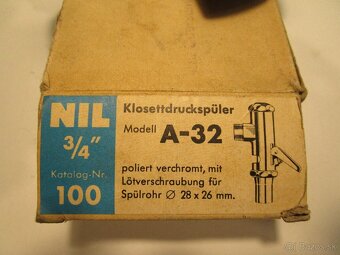 NIL
3/4"
Katalog-Nr.
100
Klosettdruckspüler
Modell A-32
poliert verchromt, mit
Lötverschraubung für
Spülrohr Ø 28 x 26 mm.